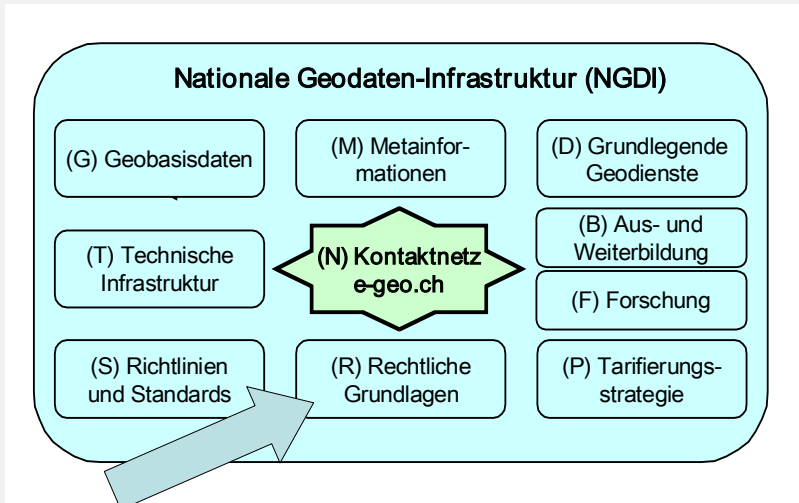 Nationale Geodaten-Infrastruktur (NGDI)
(G) Geobasisdaten
(M) Metainfor-
mationen
(D) Grundlegende
Geodienste
(T) Technische
Infrastruktur
(N) Kontaktnetz
e-geo.ch
(B) Aus- und
Weiterbildung
(F) Forschung
(S) Richtlinien
und Standards
(R) Rechtliche
Grundlagen
(P) Tarifierungs-
strategie